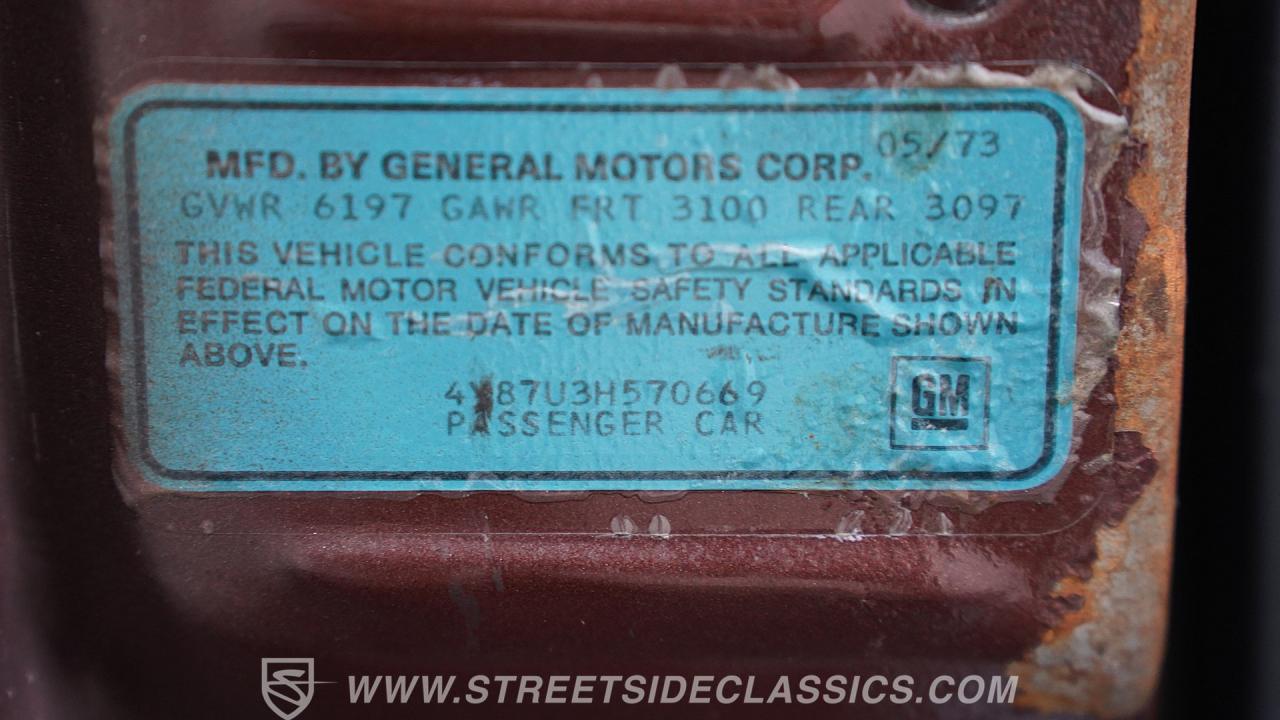 05/73
MFD. BY GENERAL MOTORS CORP.
GVWR 6197 GAWR FRT 3100 REAR 3097
THIS VEHICLE CONFORMS TO ALL APPLICABLE
FEDERAL MOTOR VEHICLE SAFETY STANDARDS IN
EFFECT ON THE DATE OF MANUFACTURE SHOWN
ABOVE.
4Y87U3H570669
PASSENGER CAR
GM
WWW.STREETSIDECLASSICS.COM